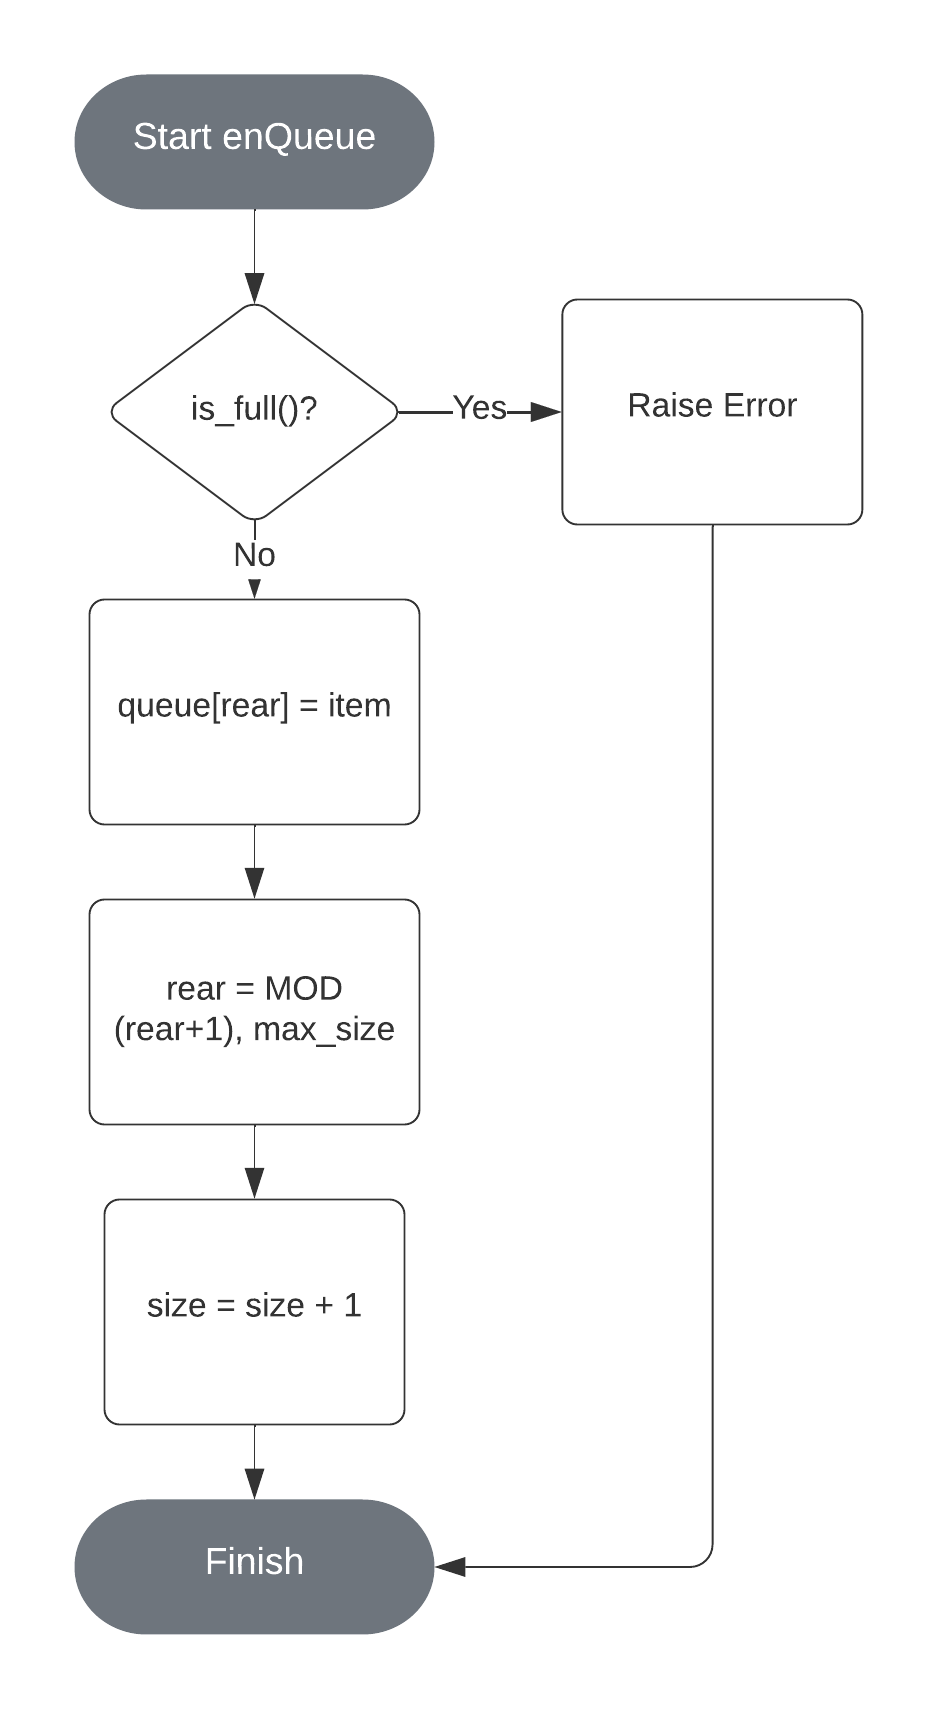 Start enQueue
is_full()?
Yes
Raise Error
No
queue[rear] = item
rear = MOD
(rear+1), max_size
size = size + 1
Finish